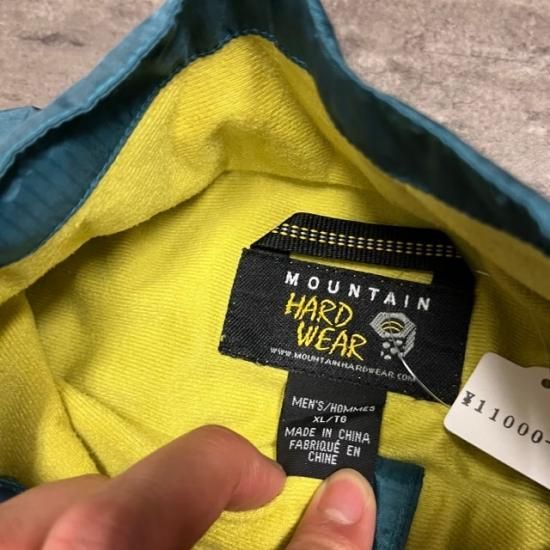 MOUNTAIN
HARD
WEAR
WWW.MOUNTAINHARDWEAR.COM
MEN'S/HOMMES
XL/TG
MADE IN CHINA
FABRIQUÉ EN
CHINE
¥11000-